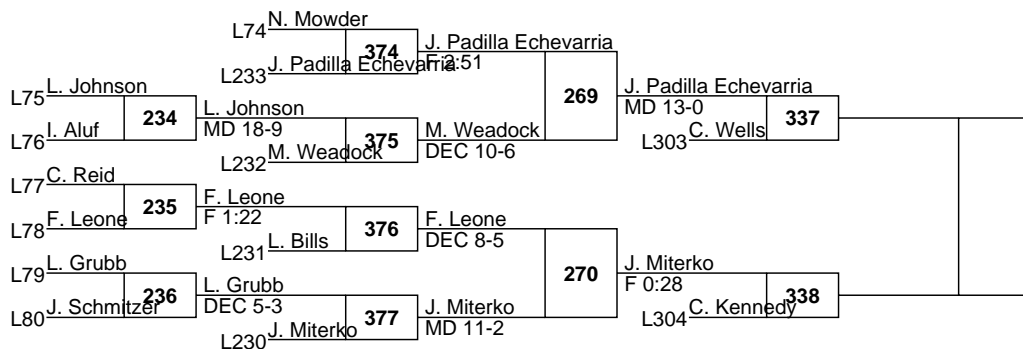 L74 N. Mowder
374
J. Padilla Echevarria
F 2:51
L233 J. Padilla Echevarria
L75 L. Johnson
234
L. Johnson
MD 18-9
L76 I. Aluf
375
M. Weadock
DEC 10-6
L232 M. Weadock
269
J. Padilla Echevarria
MD 13-0
337
L303 C. Wells
L77 C. Reid
235
F. Leone
F 1:22
L78 F. Leone
376
F. Leone
DEC 8-5
L231 L. Bills
L79 L. Grubb
236
L. Grubb
DEC 5-3
L80 J. Schmitzer
377
J. Miterko
MD 11-2
L230 J. Miterko
270
J. Miterko
F 0:28
338
L304 C. Kennedy